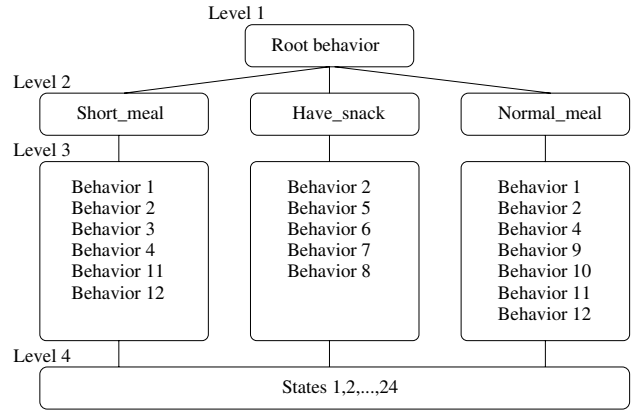 Level 1
Root behavior
Level 2
Short_meal
Have_snack
Normal_meal
Level 3
Behavior 1
Behavior 2
Behavior 3
Behavior 4
Behavior 11
Behavior 12
Behavior 2
Behavior 5
Behavior 6
Behavior 7
Behavior 8
Behavior 1
Behavior 2
Behavior 4
Behavior 9
Behavior 10
Behavior 11
Behavior 12
Level 4
States 1,2,...,24